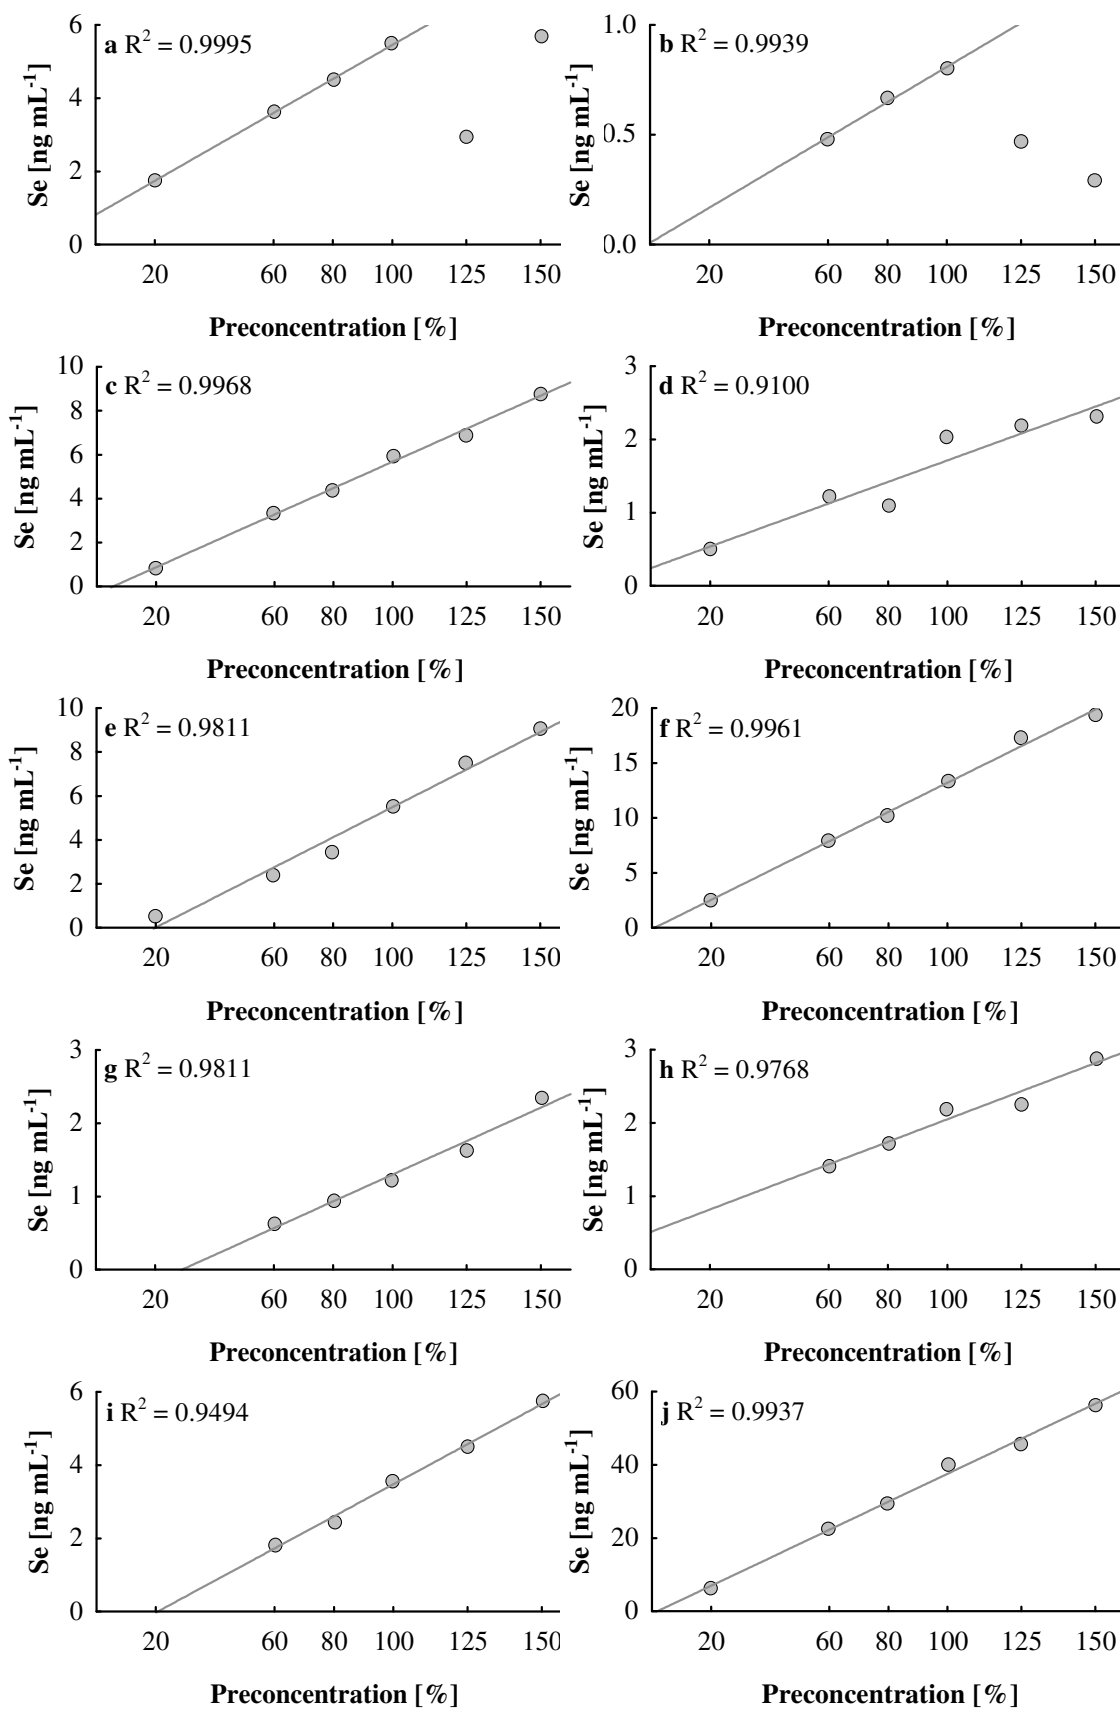 a R² = 0.9995
Se [ng mL⁻¹]
6
4
2
0
20 60 80 100 125 150
Preconcentration [%]
b R² = 0.9939
Se [ng mL⁻¹]
1.0
0.5
0.0
20 60 80 100 125 150
Preconcentration [%]
c R² = 0.9968
Se [ng mL⁻¹]
10
8
6
4
2
0
20 60 80 100 125 150
Preconcentration [%]
d R² = 0.9100
Se [ng mL⁻¹]
3
2
1
0
20 60 80 100 125 150
Preconcentration [%]
e R² = 0.9811
Se [ng mL⁻¹]
10
8
6
4
2
0
20 60 80 100 125 150
Preconcentration [%]
f R² = 0.9961
Se [ng mL⁻¹]
20
15
10
5
0
20 60 80 100 125 150
Preconcentration [%]
g R² = 0.9811
Se [ng mL⁻¹]
3
2
1
0
20 60 80 100 125 150
Preconcentration [%]
h R² = 0.9768
Se [ng mL⁻¹]
3
2
1
0
20 60 80 100 125 150
Preconcentration [%]
i R² = 0.9494
Se [ng mL⁻¹]
6
4
2
0
20 60 80 100 125 150
Preconcentration [%]
j R² = 0.9937
Se [ng mL⁻¹]
60
40
20
0
20 60 80 100 125 150
Preconcentration [%]